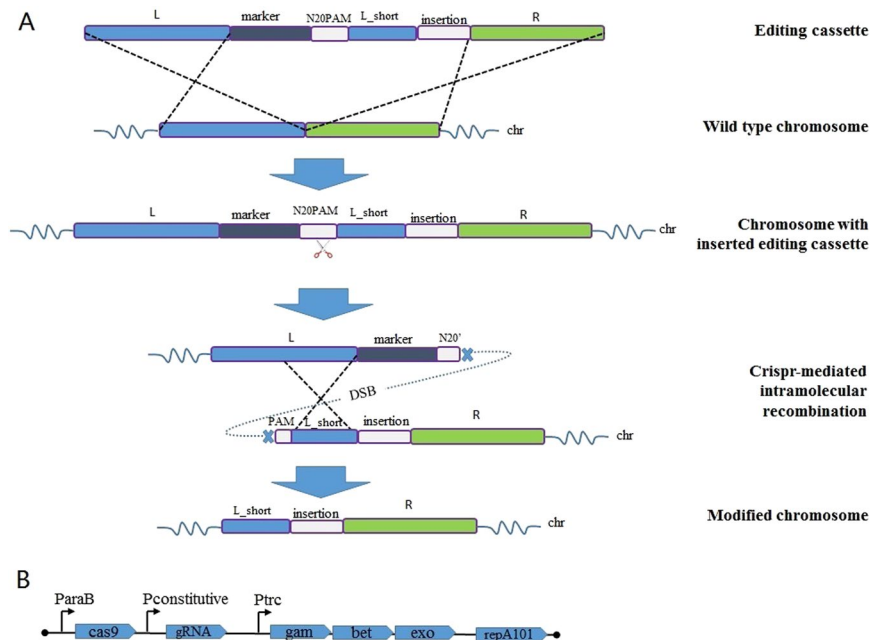 A
L marker N20PAM L_short insertion R
Editing cassette
chr
Wild type chromosome
L marker N20PAM L_short insertion R
chr
Chromosome with
inserted editing cassette
L marker N20'
DSB
Crispr-mediated
intramolecular
recombination
PAM L_short insertion R
chr
L_short insertion R
chr
Modified chromosome
B
ParaB Pconstitutive Ptrc
cas9 gRNA gam bet exo repA101